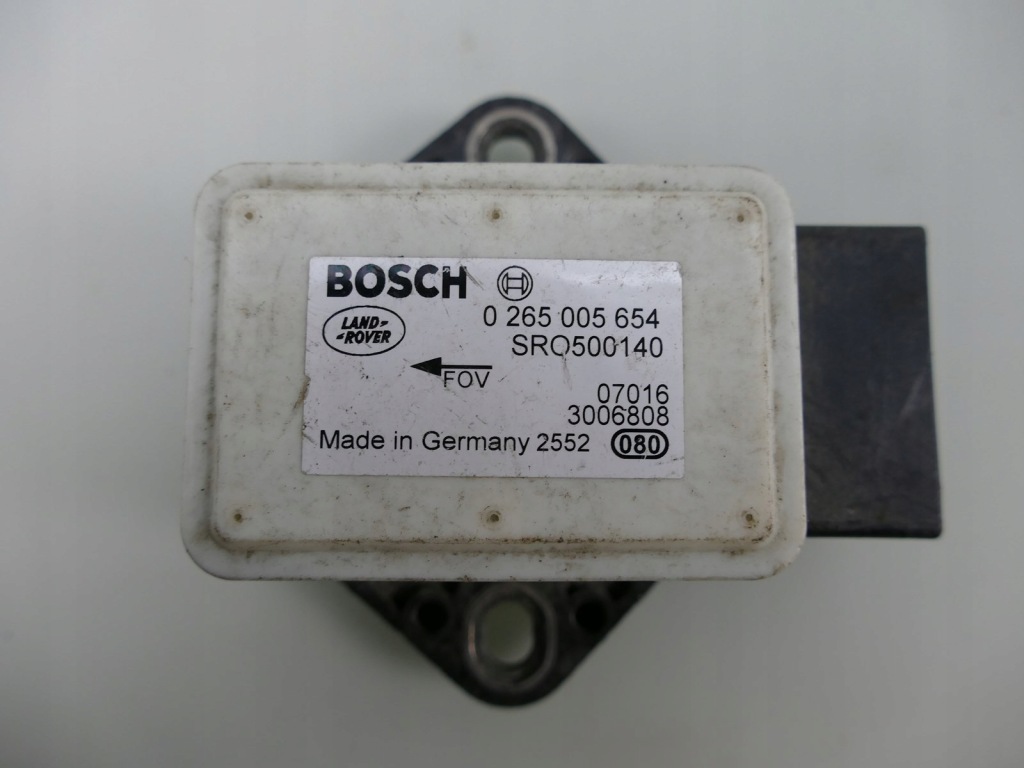 BOSCH
0 265 005 654
LAND-
-ROVER
SRO500140
FOV
07016
3006808
Made in Germany 2552 080